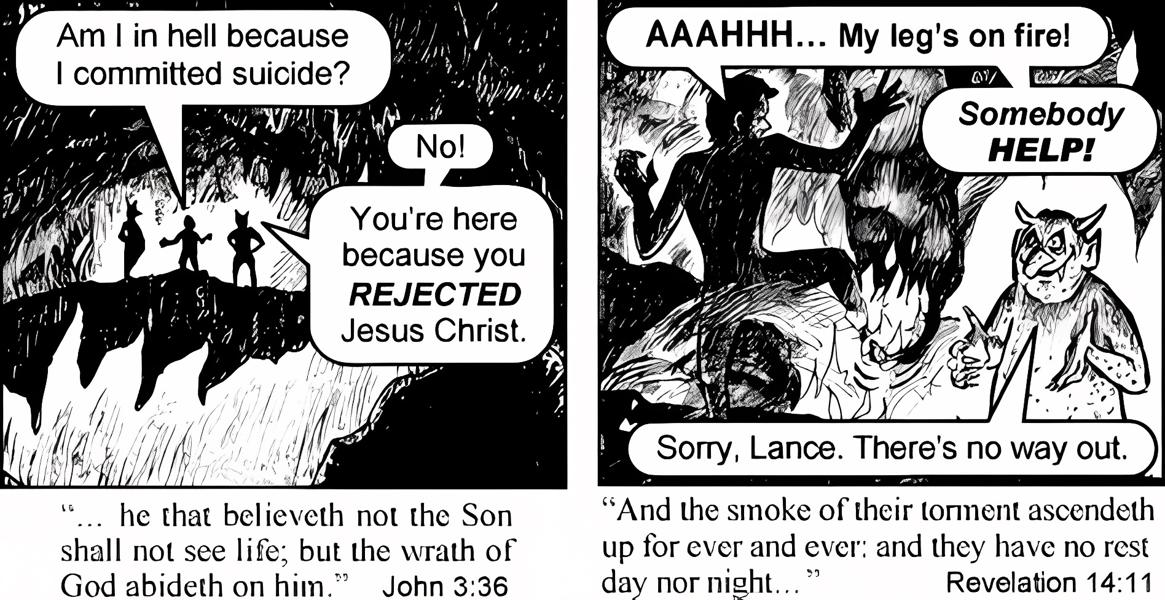 Am I in hell because
I committed suicide?
No!
You're here
because you
REJECTED
Jesus Christ.
“... he that believeth not the Son
shall not see life; but the wrath of
God abideth on him.” John 3:36
AAAHHH... My leg's on fire!
Somebody
HELP!
Sorry, Lance. There's no way out.
“And the smoke of their torment ascendeth
up for ever and ever: and they have no rest
day nor night...” Revelation 14:11